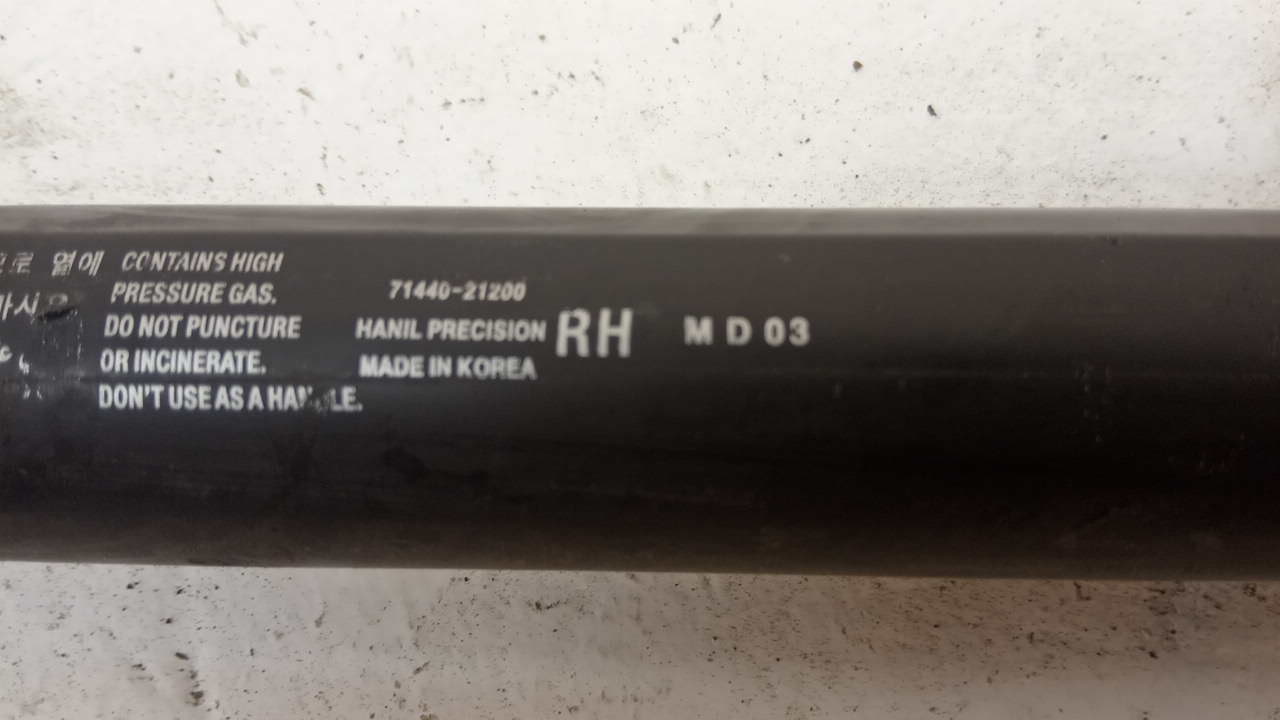 열에
CONTAINS HIGH
PRESSURE GAS.
DO NOT PUNCTURE
OR INCINERATE.
DON'T USE AS A
71440-21200
HANIL PRECISION
MADE IN KOREA
RH
M D 03